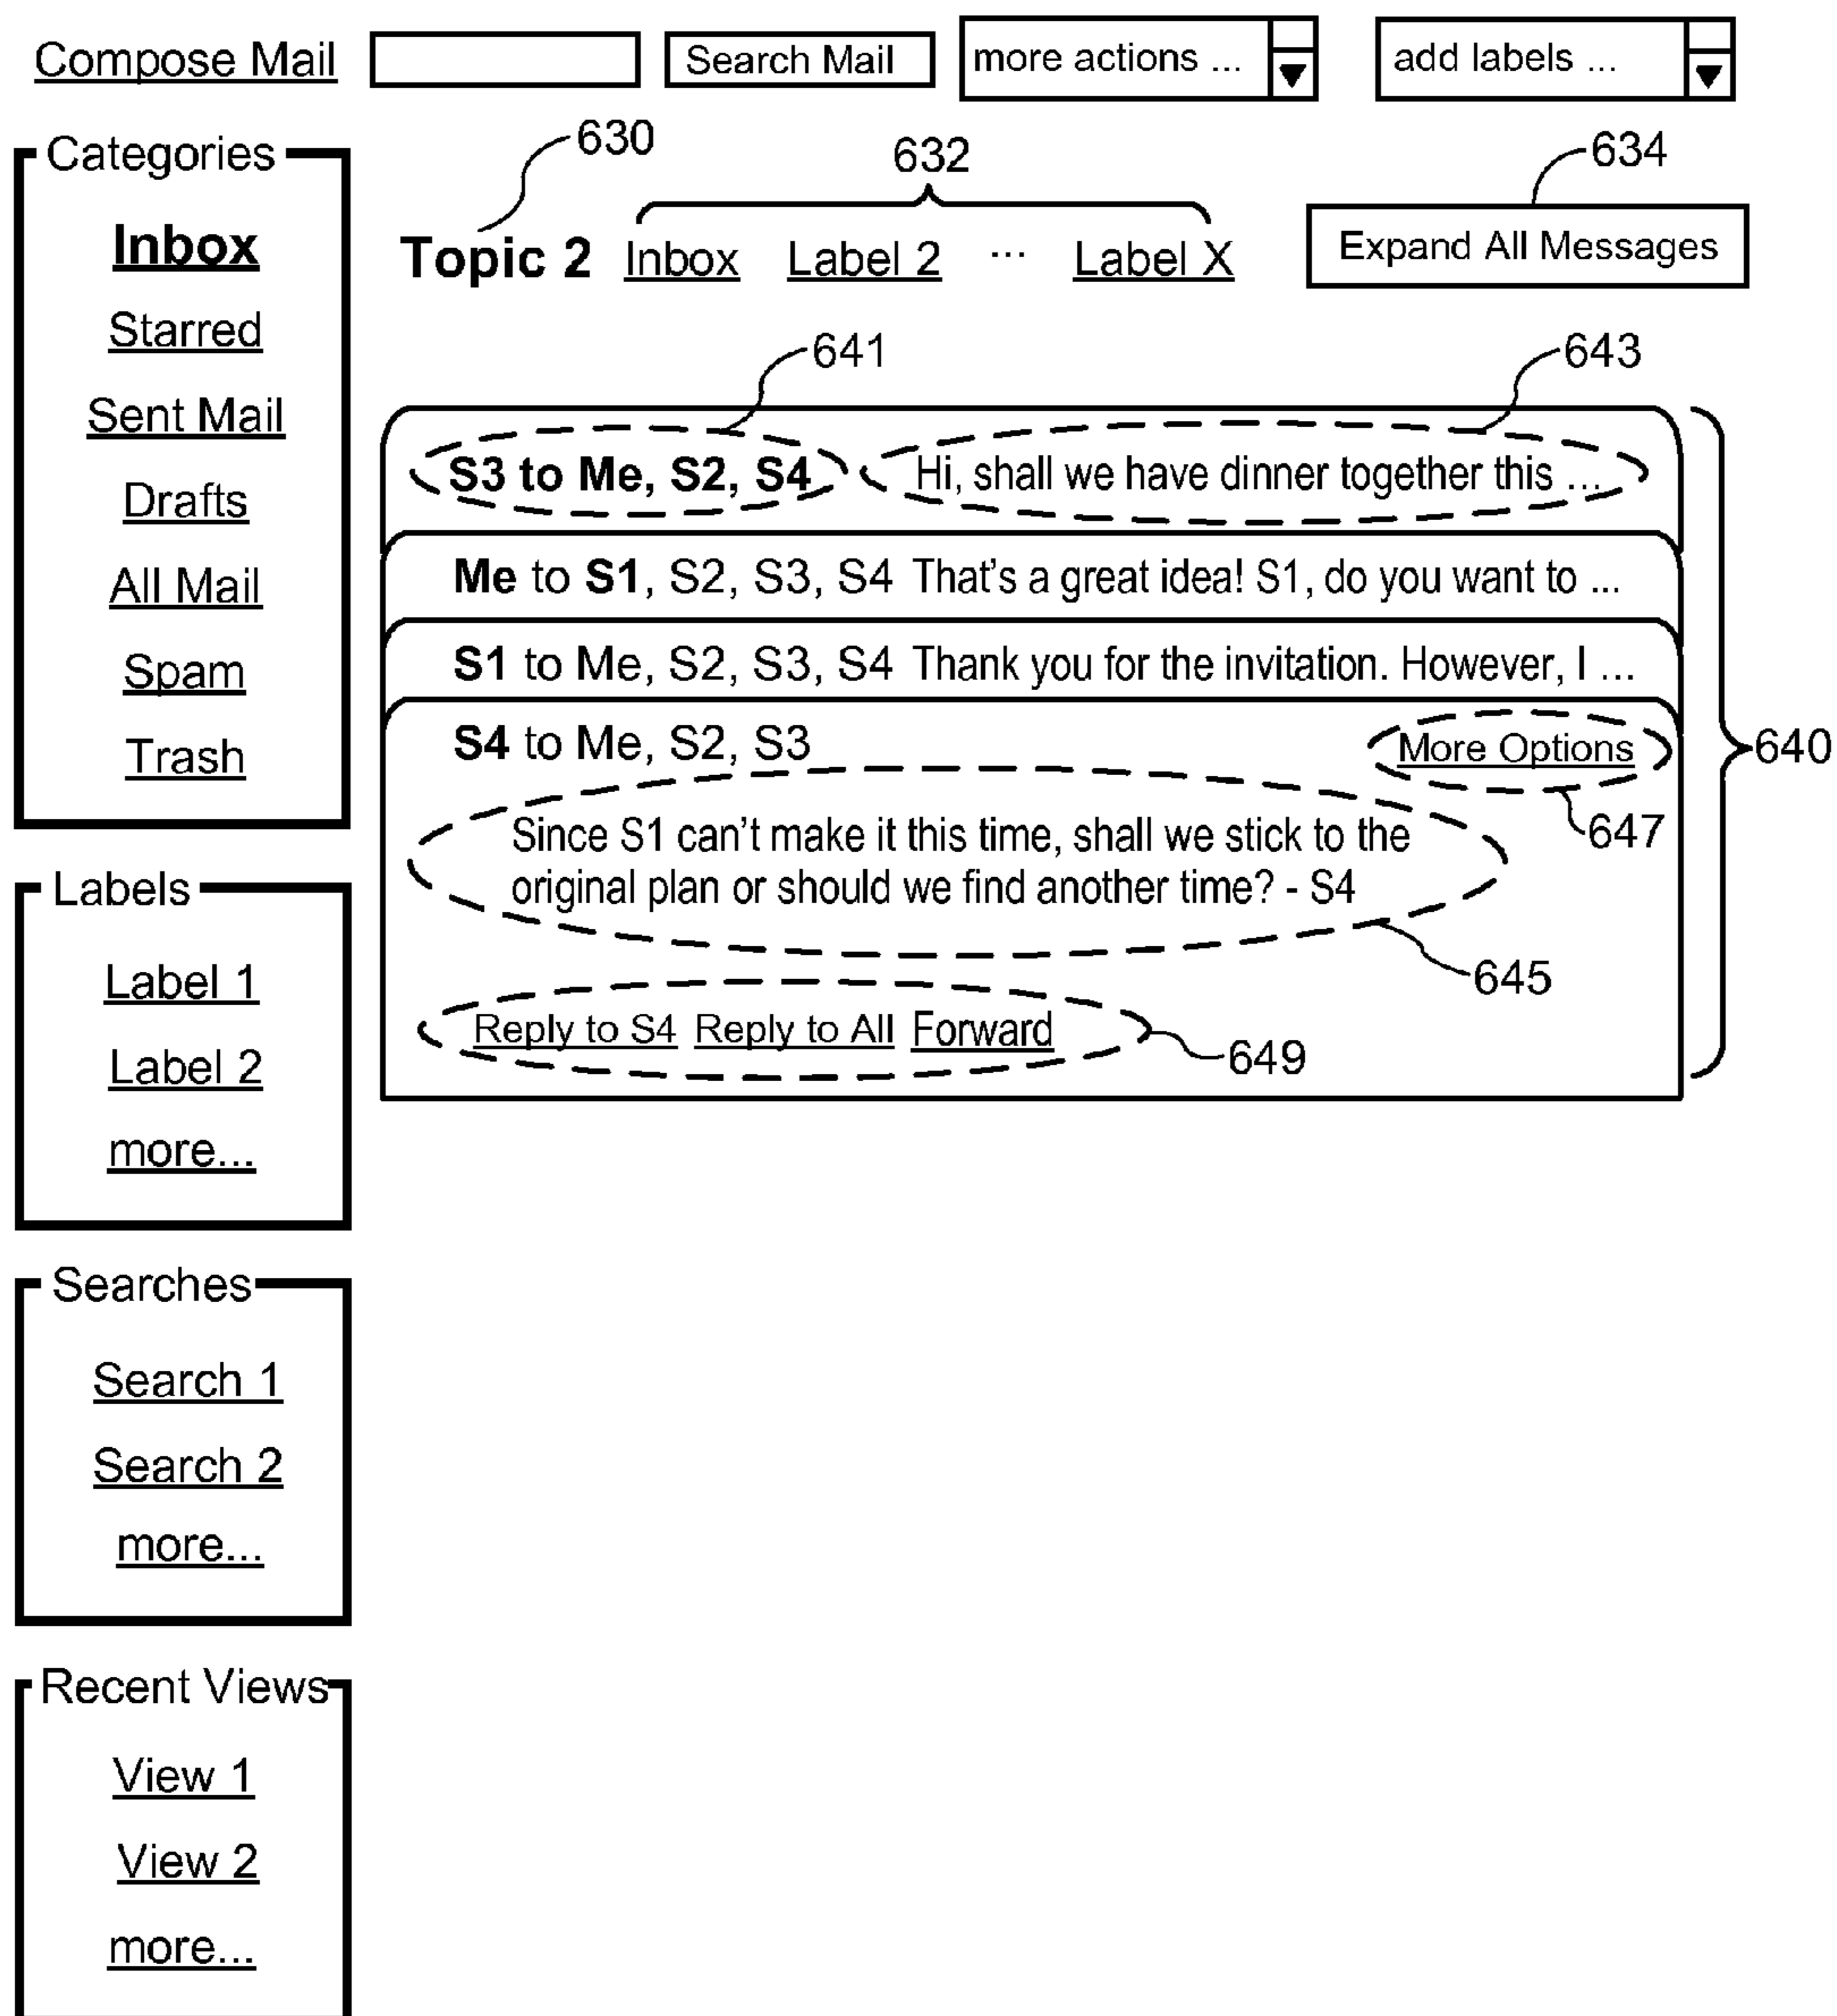 Compose Mail Search Mail more actions ... add labels ...
Categories
Inbox
Starred
Sent Mail
Drafts
All Mail
Spam
Trash
Labels
Label 1
Label 2
more...
Searches
Search 1
Search 2
more...
Recent Views
View 1
View 2
more...
630
632
634
Topic 2 Inbox Label 2 ... Label X Expand All Messages
641
643
S3 to Me, S2, S4 Hi, shall we have dinner together this ...
Me to S1, S2, S3, S4 That's a great idea! S1, do you want to ...
S1 to Me, S2, S3, S4 Thank you for the invitation. However, I ...
S4 to Me, S2, S3 More Options
640
647
Since S1 can't make it this time, shall we stick to the
original plan or should we find another time? - S4
645
Reply to S4 Reply to All Forward
649